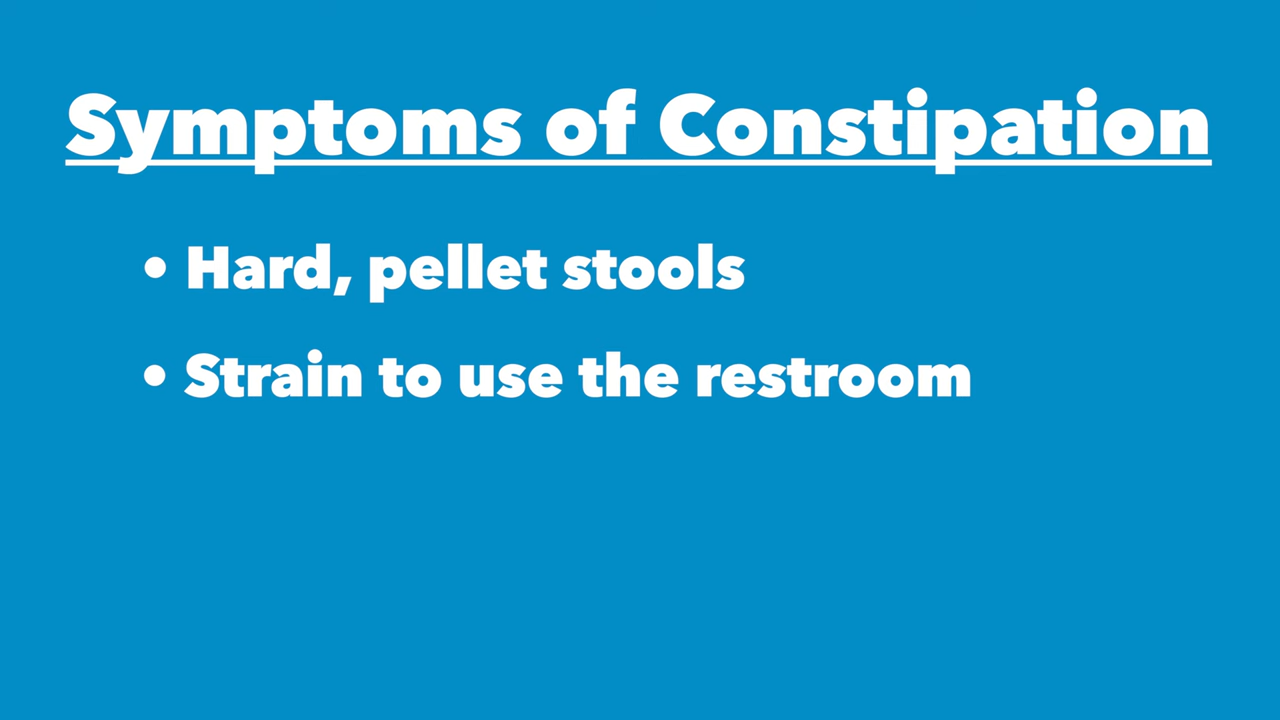 Symptoms of Constipation
• Hard, pellet stools
• Strain to use the restroom